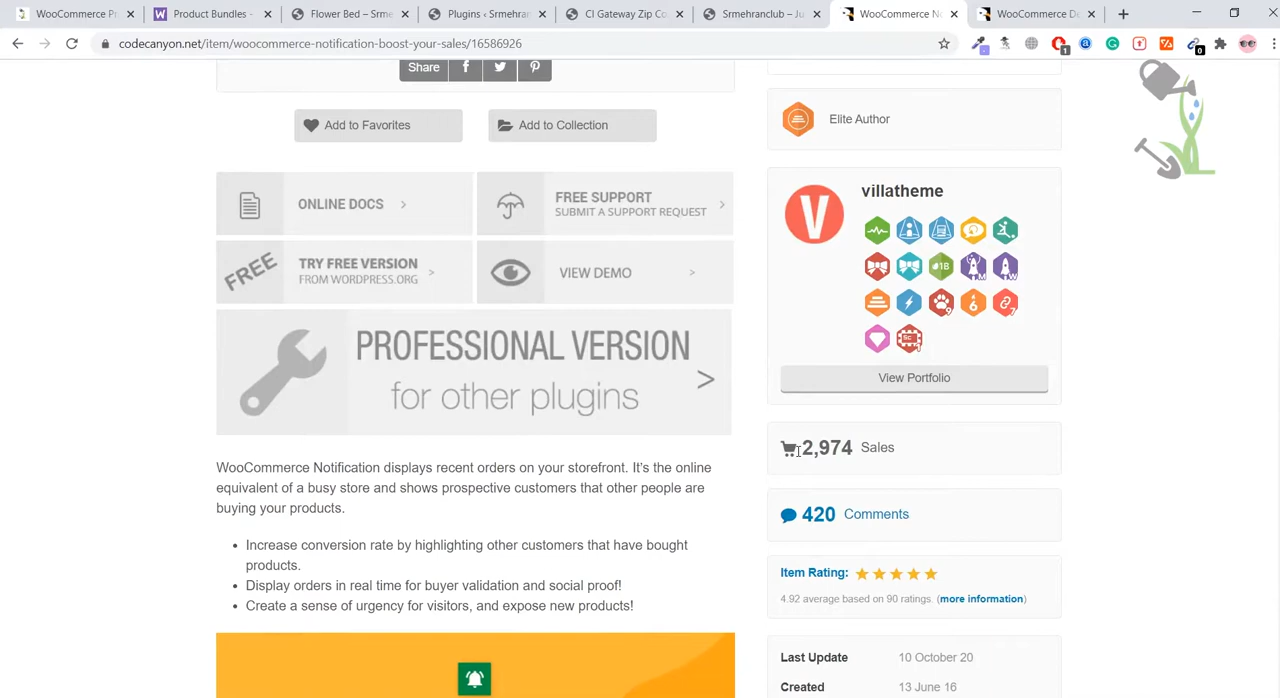 WooCommerce Pr
Product Bundles -
Flower Bed – Srme
Plugins ‹ Srmehran
CI Gateway Zip Co
Srmehranclub – Ju
WooCommerce No
WooCommerce De
codecanyon.net/item/woocommerce-notification-boost-your-sales/16586926
1
0
Share
Add to Favorites
Add to Collection
ONLINE DOCS >
FREE SUPPORT
SUBMIT A SUPPORT REQUEST >
FREE
TRY FREE VERSION
FROM WORDPRESS.ORG >
VIEW DEMO >
PROFESSIONAL VERSION
for other plugins >
WooCommerce Notification displays recent orders on your storefront. It’s the online
equivalent of a busy store and shows prospective customers that other people are
buying your products.
• Increase conversion rate by highlighting other customers that have bought
products.
• Display orders in real time for buyer validation and social proof!
• Create a sense of urgency for visitors, and expose new products!
Elite Author
villatheme
View Portfolio
2,974 Sales
420 Comments
Item Rating:
4.92 average based on 90 ratings. (more information)
Last Update 10 October 20
Created 13 June 16